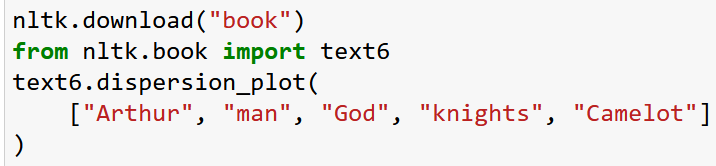 nltk.download("book")
from nltk.book import text6
text6.dispersion_plot(
    ["Arthur", "man", "God", "knights", "Camelot"]
)